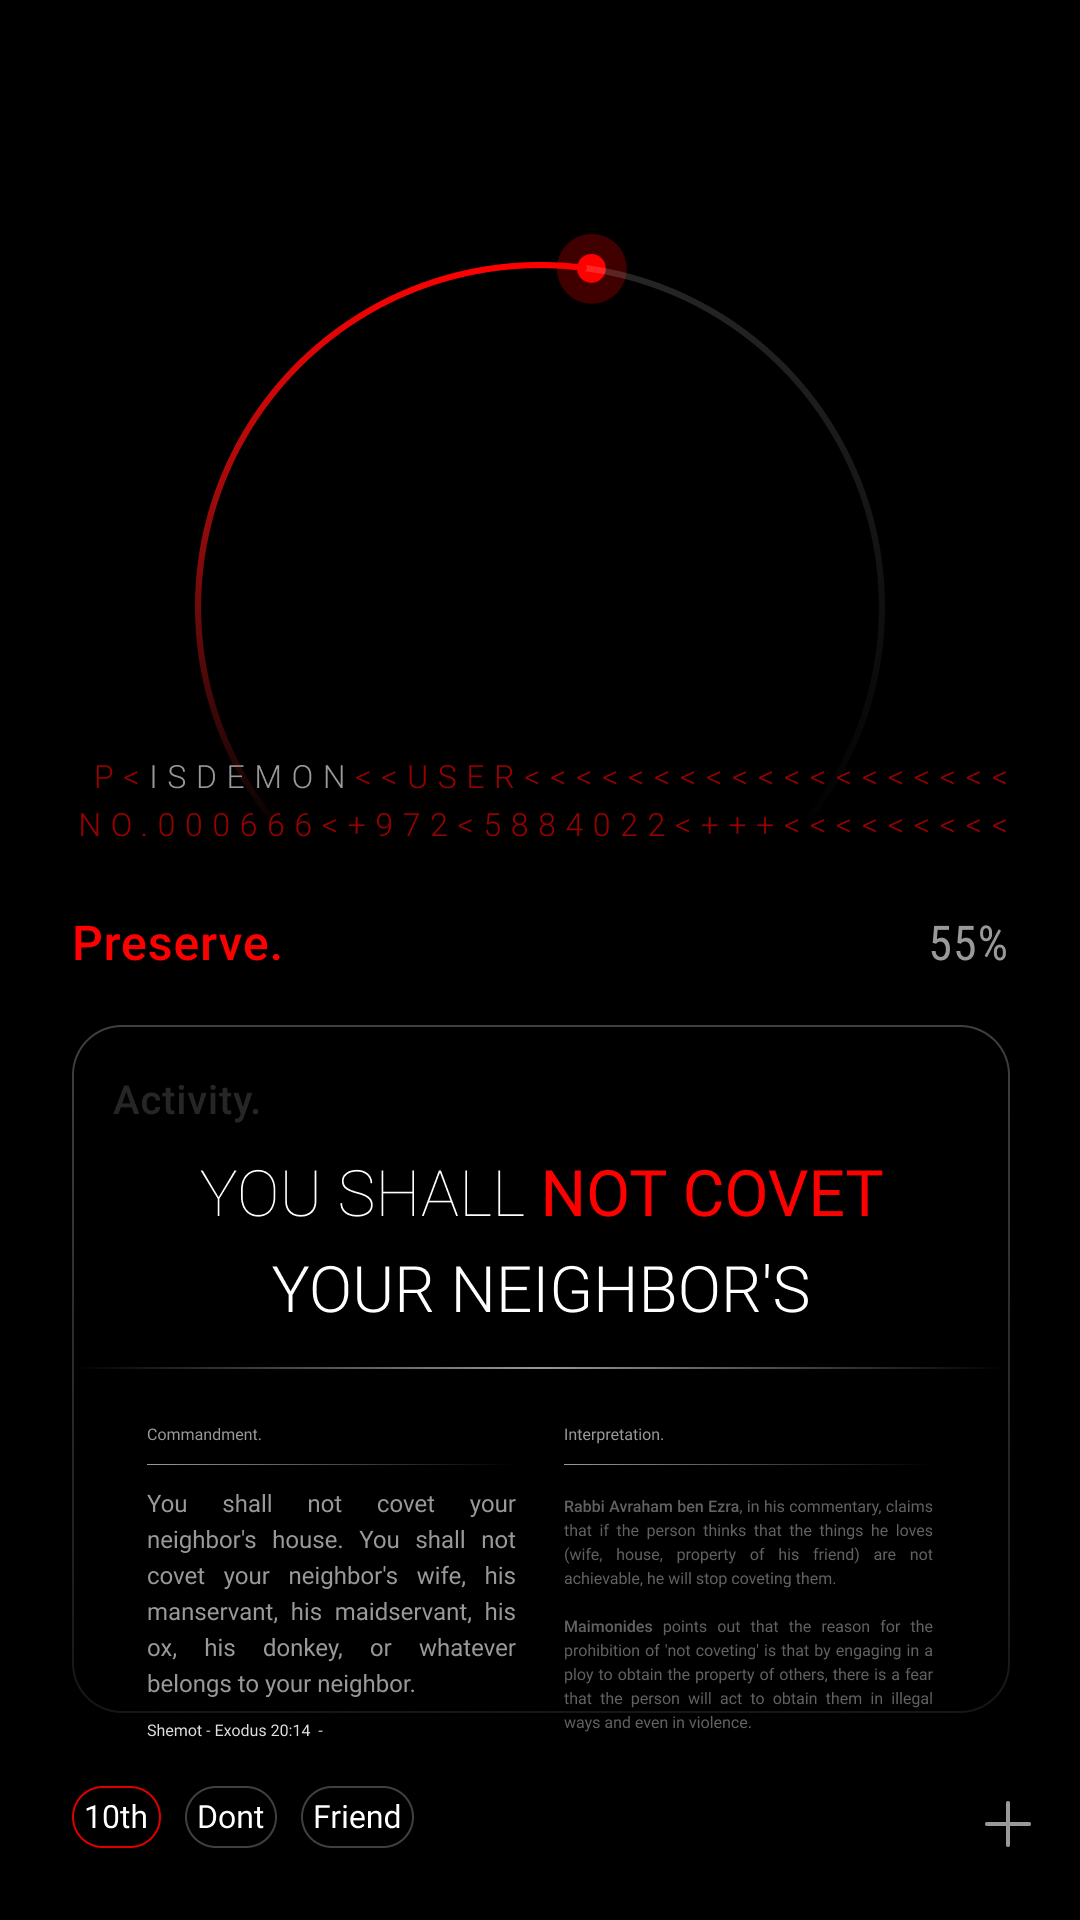 P<ISDEMON<<USER<<<<<<<<<<<<<<<<<<<
NO.000666<+972<5884022<+++<<<<<<<<<
Preserve.
55%
Activity.
YOU SHALL NOT COVET
YOUR NEIGHBOR'S
Commandment.
You shall not covet your
neighbor's house. You shall not
covet your neighbor's wife, his
manservant, his maidservant, his
ox, his donkey, or whatever
belongs to your neighbor.
Shemot - Exodus 20:14 -
Interpretation.
Rabbi Avraham ben Ezra, in his commentary, claims
that if the person thinks that the things he loves
(wife, house, property of his friend) are not
achievable, he will stop coveting them.
Maimonides points out that the reason for the
prohibition of 'not coveting' is that by engaging in a
ploy to obtain the property of others, there is a fear
that the person will act to obtain them in illegal
ways and even in violence.
10th
Dont
Friend